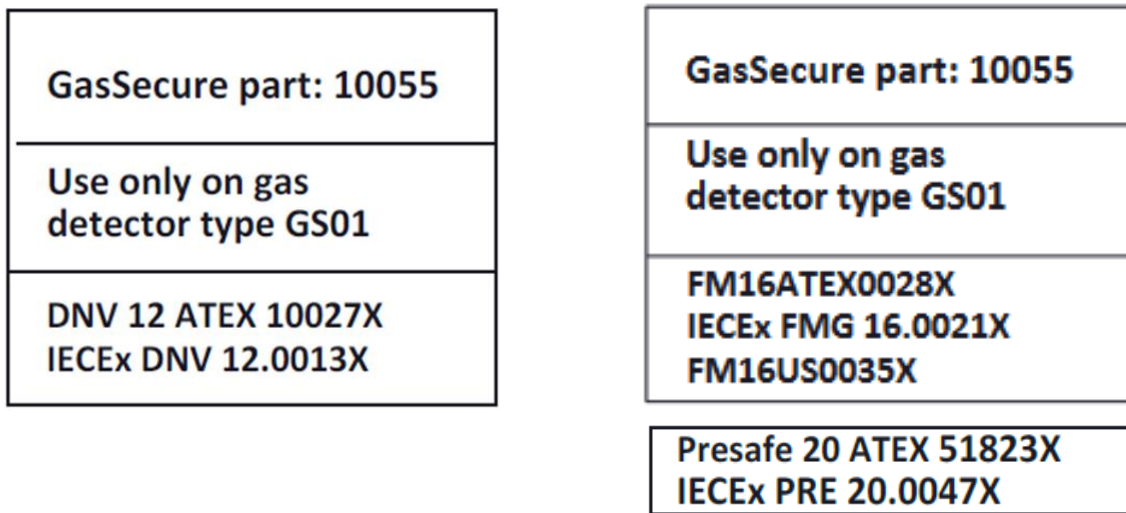 GasSecure part: 10055
Use only on gas
detector type GS01
DNV 12 ATEX 10027X
IECEx DNV 12.0013X
GasSecure part: 10055
Use only on gas
detector type GS01
FM16ATEX0028X
IECEx FMG 16.0021X
FM16US0035X
Presafe 20 ATEX 51823X
IECEx PRE 20.0047X